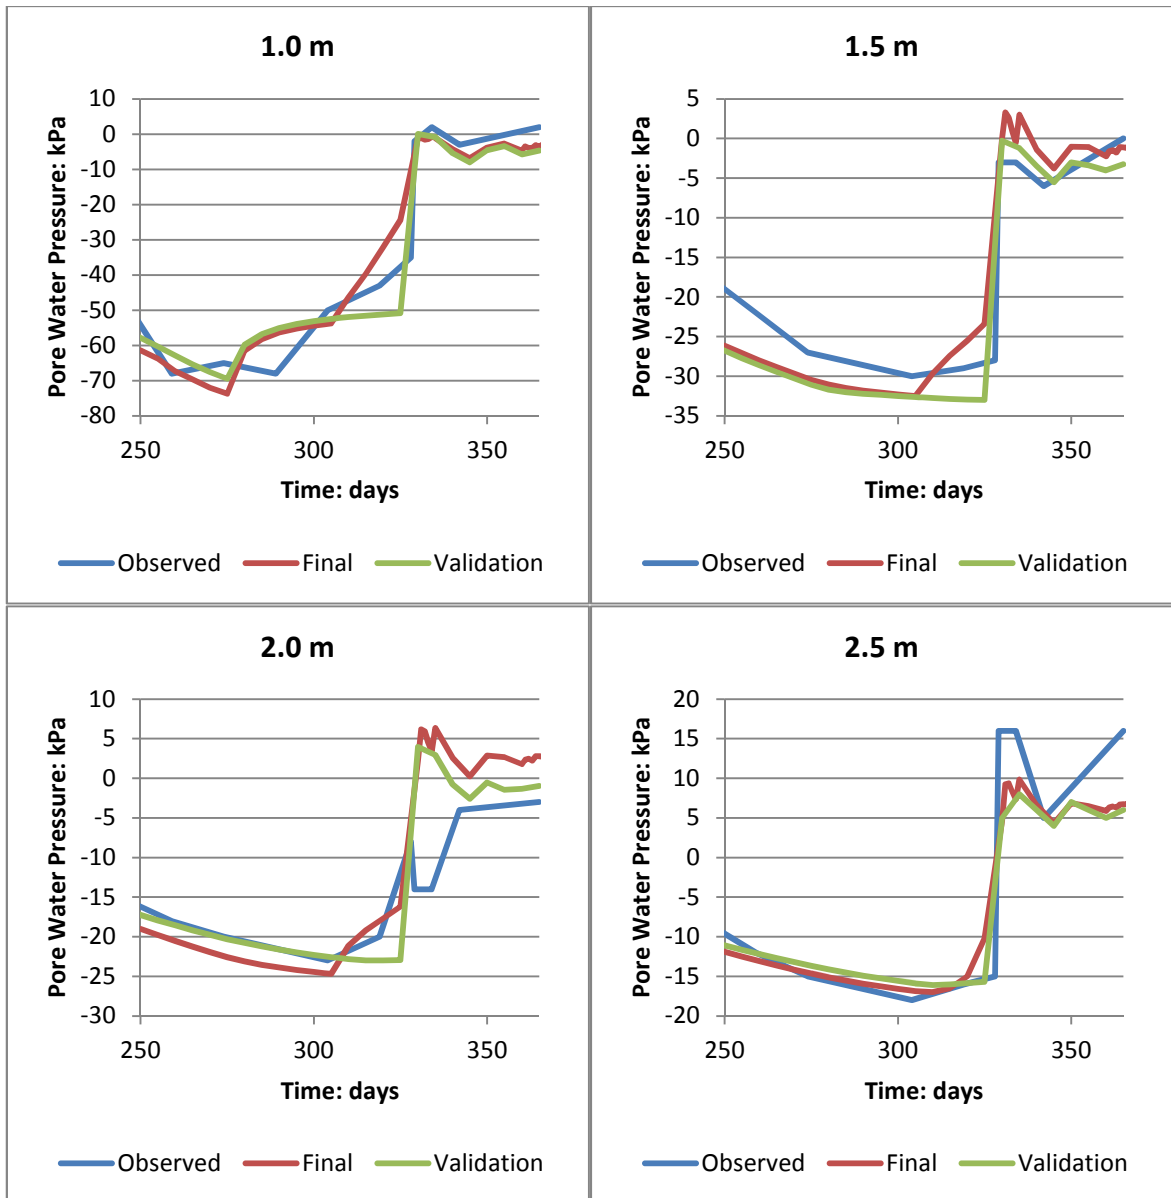 1.0 m
10
0
-10
-20
-30
-40
-50
-60
-70
-80
Pore Water Pressure: kPa
250 300 350
Time: days
Observed Final Validation
1.5 m
5
0
-5
-10
-15
-20
-25
-30
-35
Pore Water Pressure: kPa
250 300 350
Time: days
Observed Final Validation
2.0 m
10
5
0
-5
-10
-15
-20
-25
-30
Pore Water Pressure: kPa
250 300 350
Time: days
Observed Final Validation
2.5 m
20
15
10
5
0
-5
-10
-15
-20
Pore Water Pressure: kPa
250 300 350
Time: days
Observed Final Validation